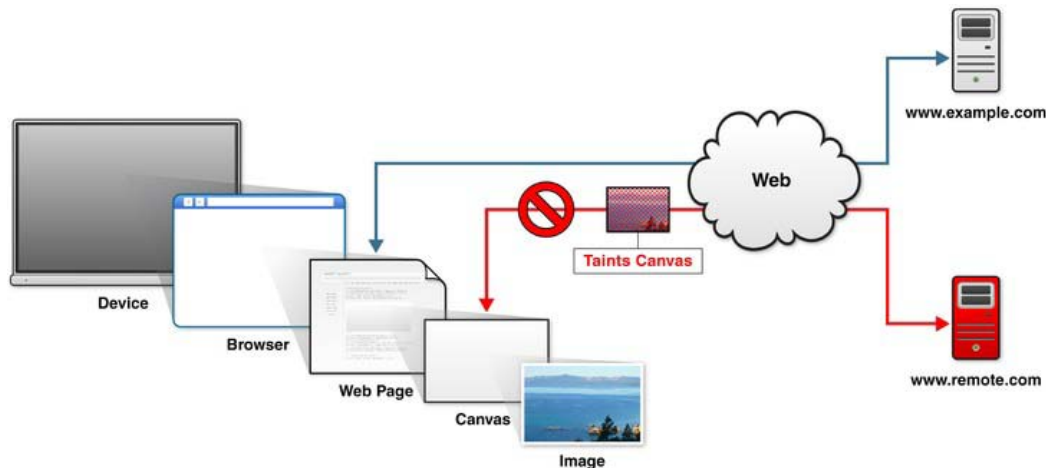 www.example.com
Web
Taints Canvas
Device
Browser
www.remote.com
Web Page
Canvas
Image